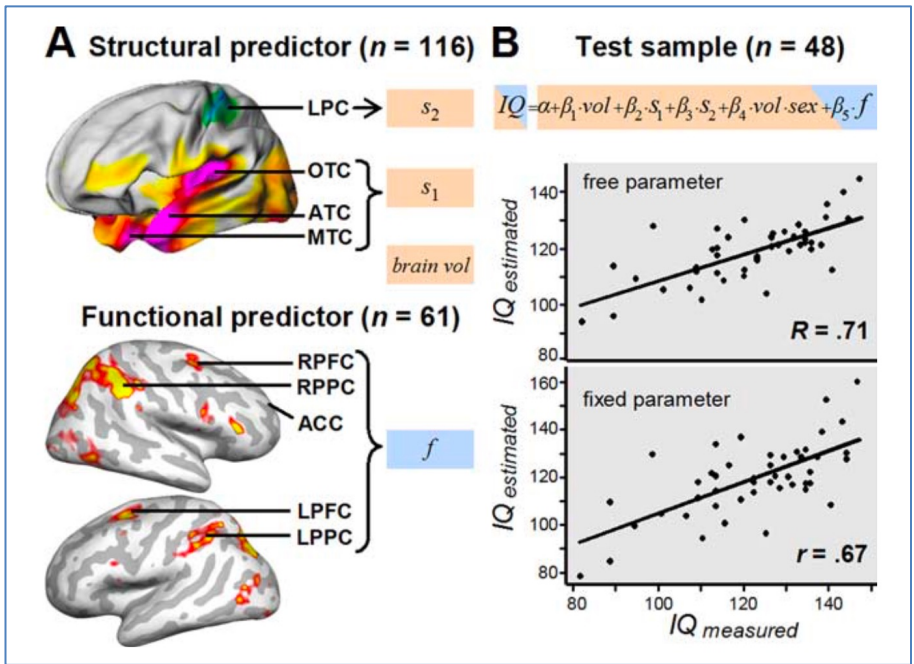 A Structural predictor (n = 116)
LPC
s₂
OTC
ATC
MTC
s₁
brain vol
Functional predictor (n = 61)
RPFC
RPPC
ACC
LPFC
LPPC
f
B Test sample (n = 48)
IQ=α+β₁·vol+β₂·s₁+β₃·s₂+β₄·vol·sex+β₅·f
free parameter
IQ estimated
140
120
100
80
R = .71
fixed parameter
IQ estimated
160
140
120
100
80
r = .67
80 100 120 140
IQ measured